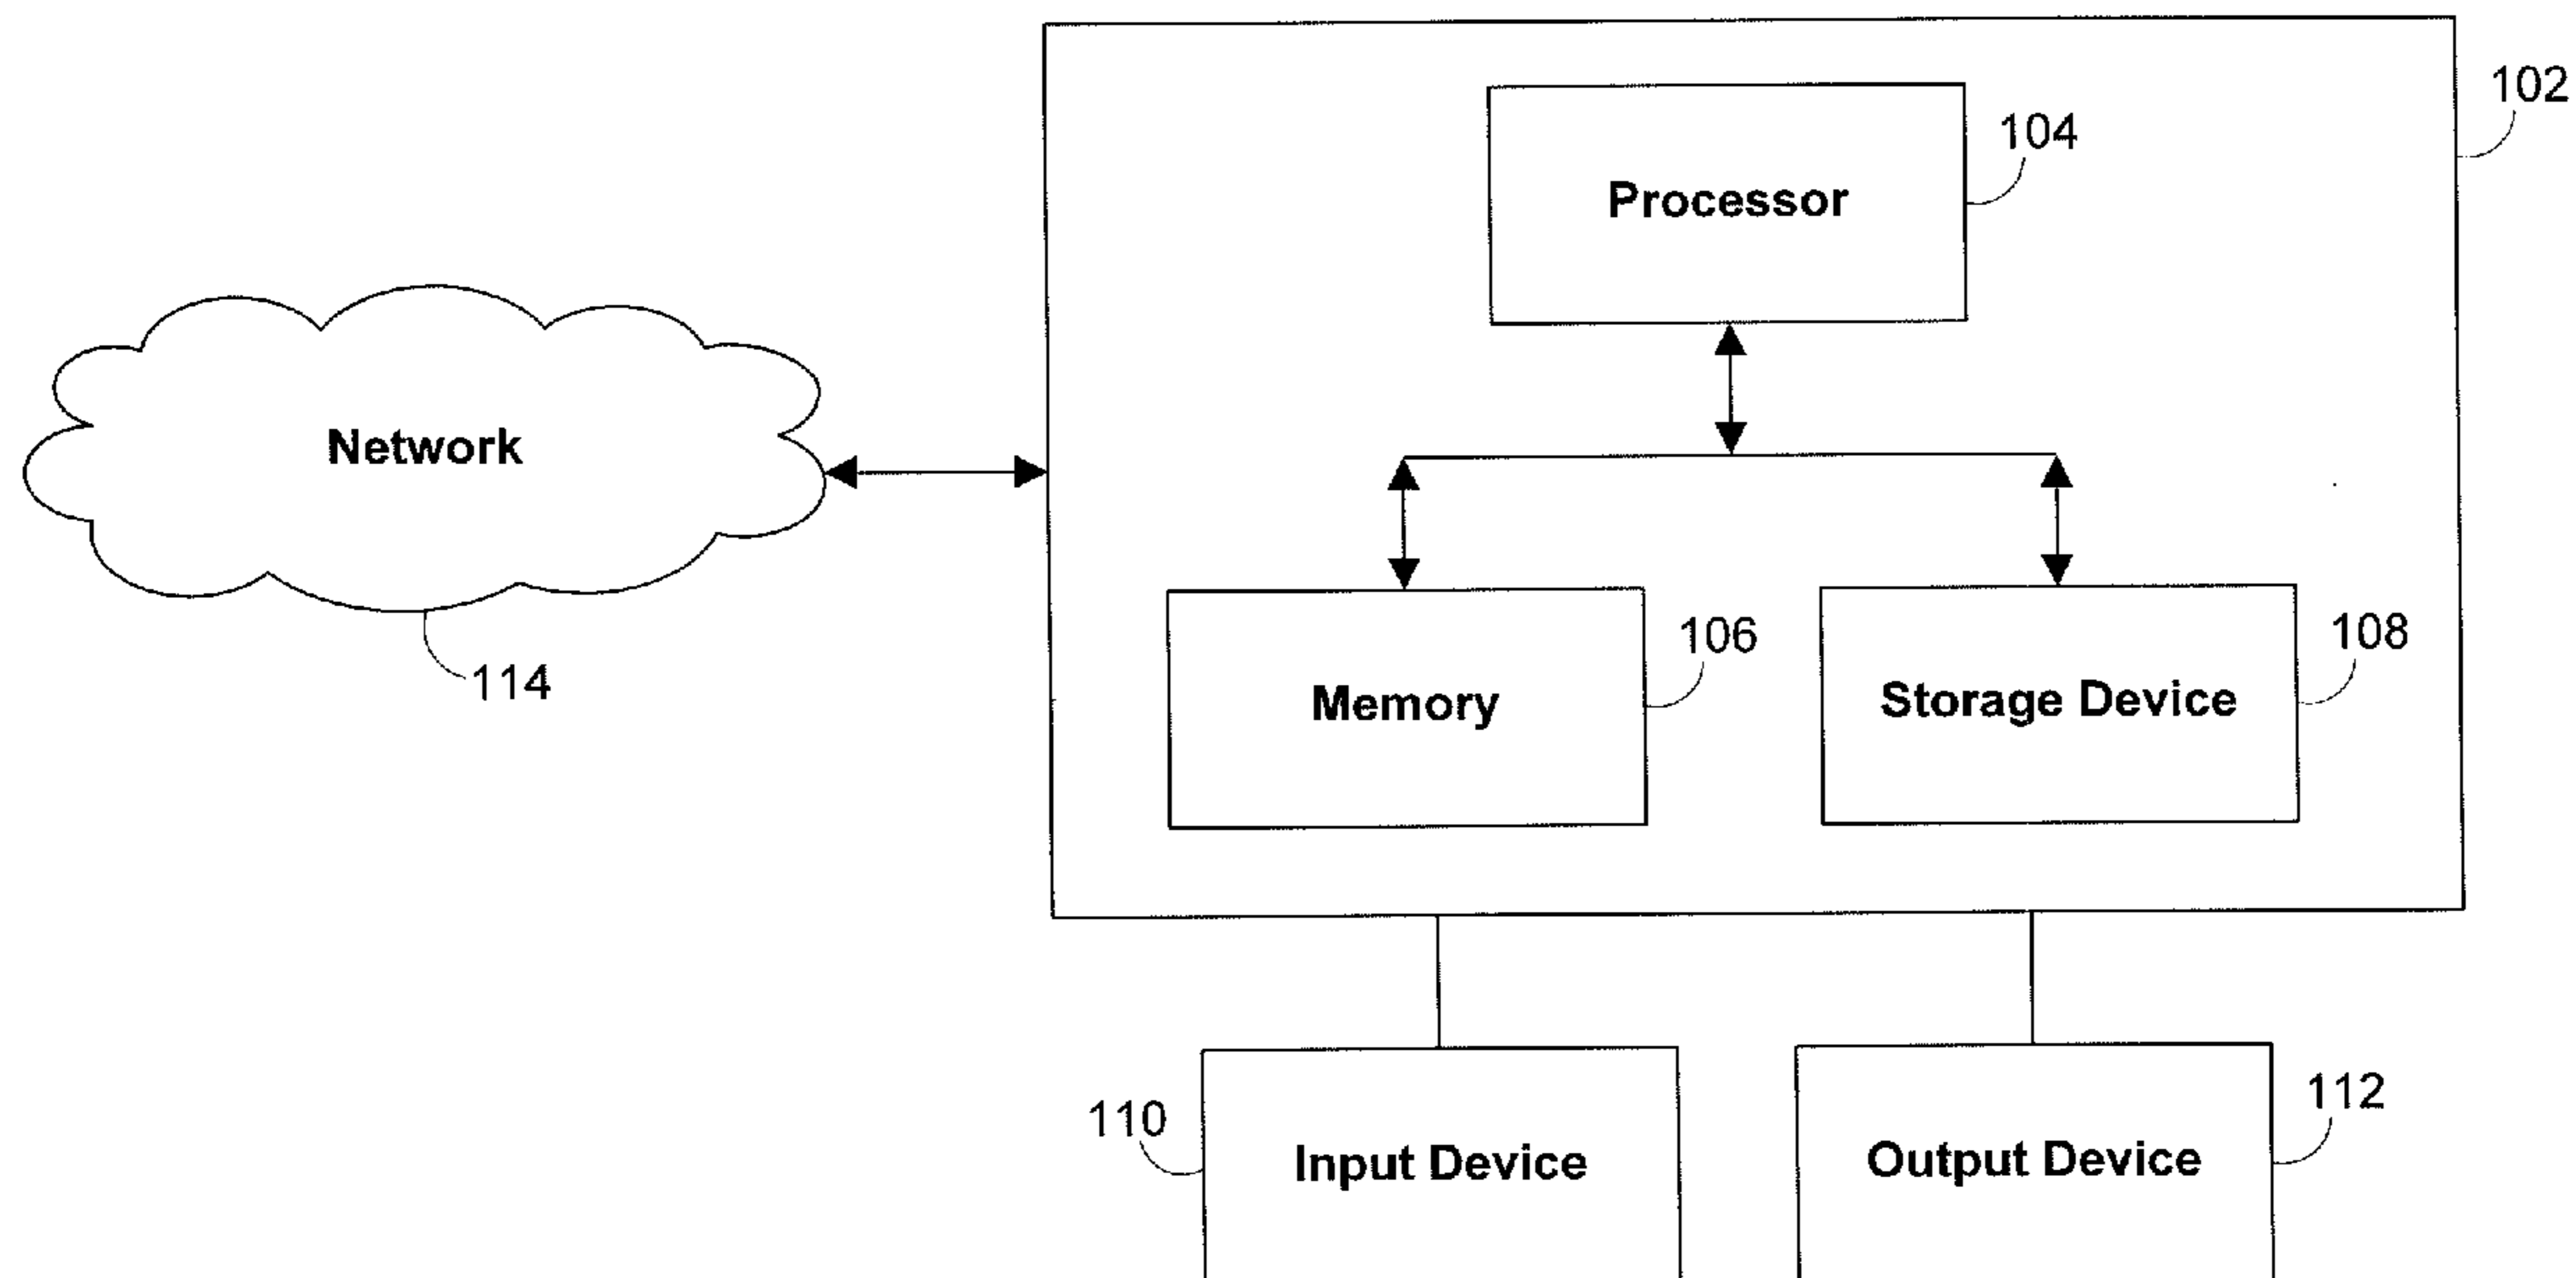 102
104
Processor
Network
114
106
108
Memory
Storage Device
110
112
Input Device
Output Device